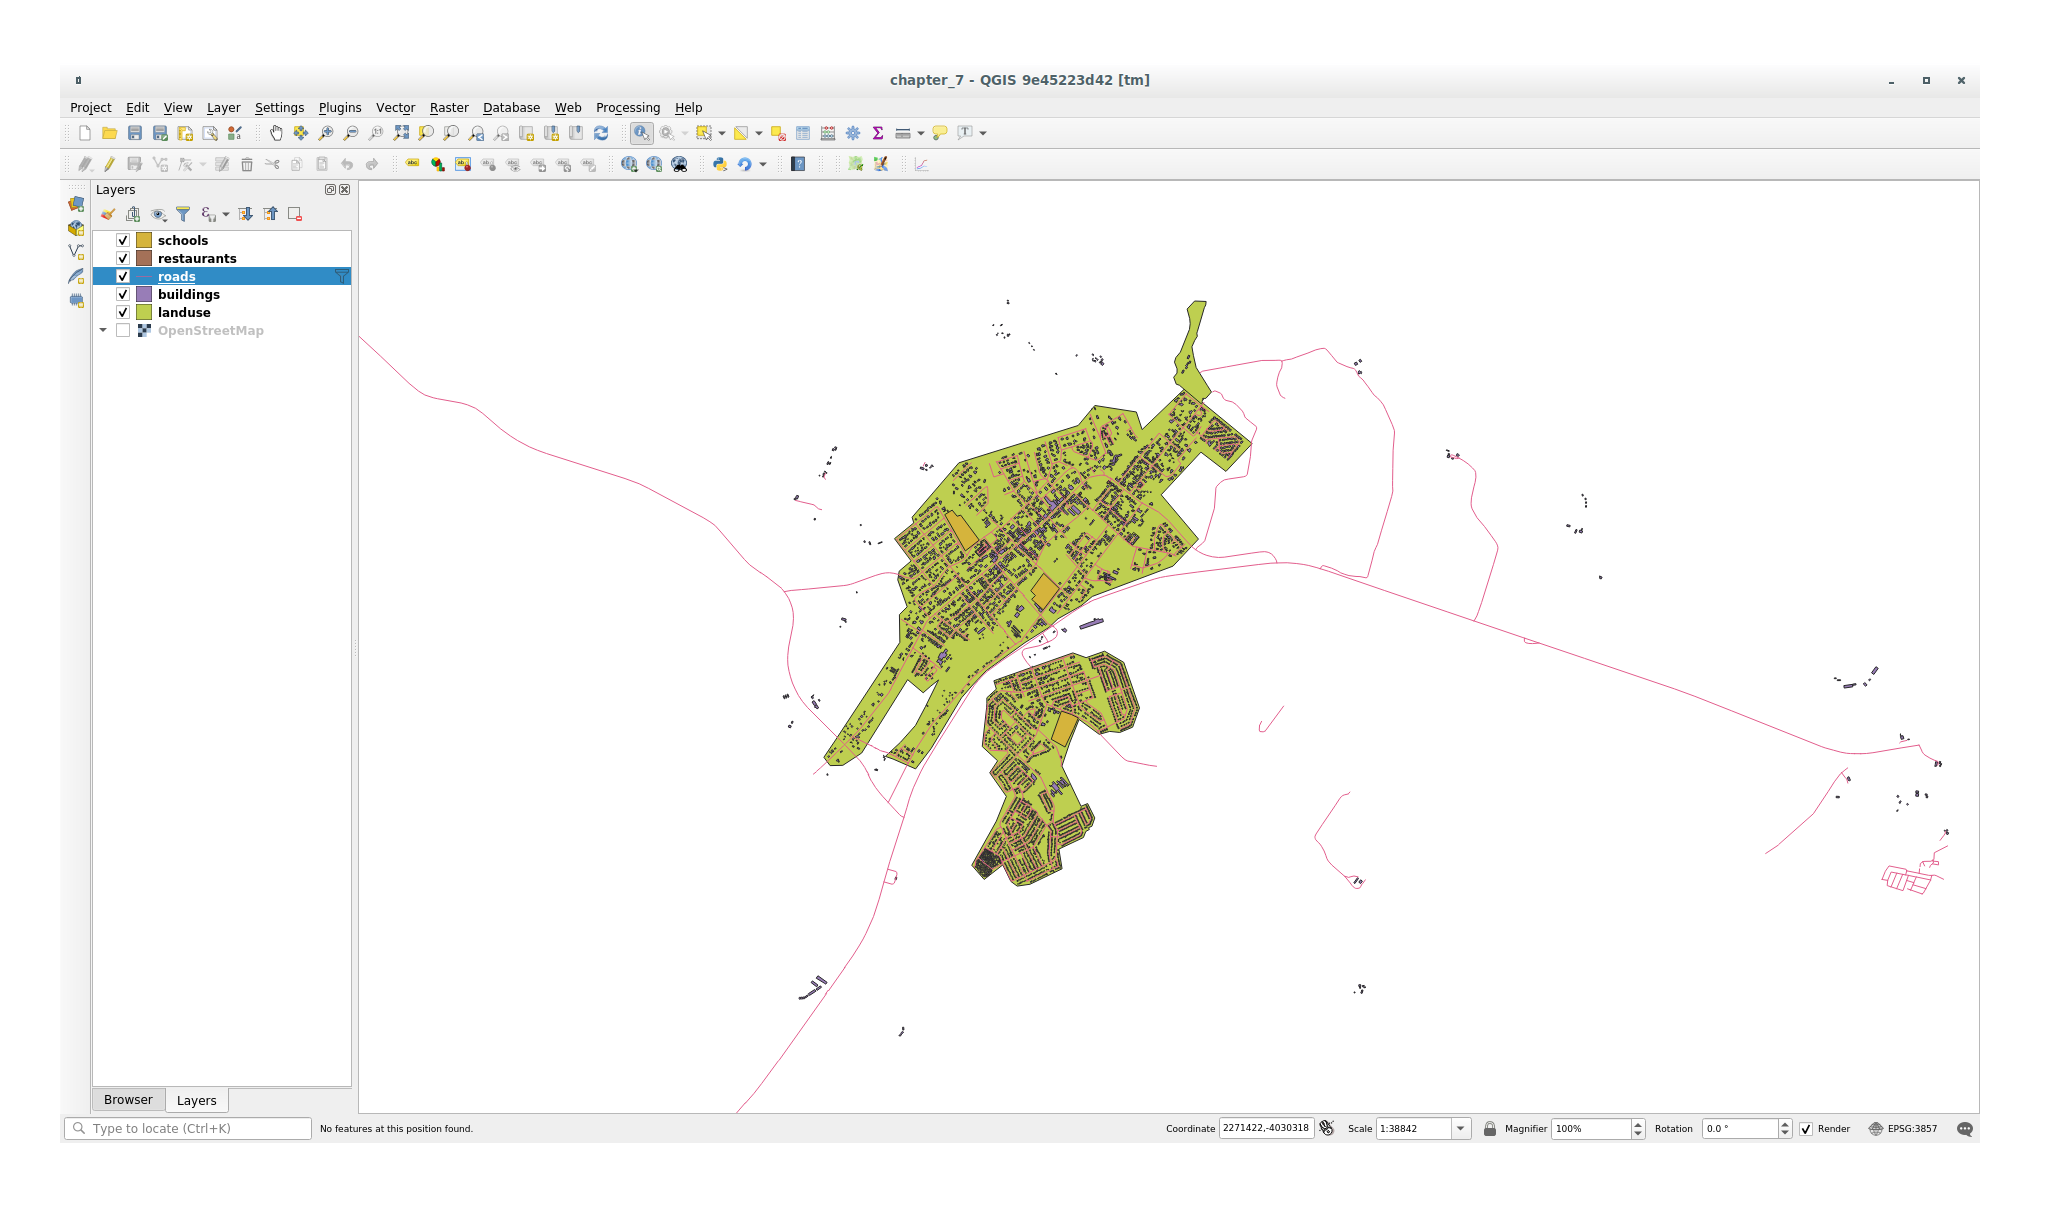 chapter_7 - QGIS 9e45223d42 [tm]
Project Edit View Layer Settings Plugins Vector Raster Database Web Processing Help
Layers
schools
restaurants
roads
buildings
landuse
OpenStreetMap
Browser Layers
Type to locate (Ctrl+K) No features at this position found. Coordinate 2271422,-4030318 Scale 1:38842 Magnifier 100% Rotation 0.0 ° Render EPSG:3857